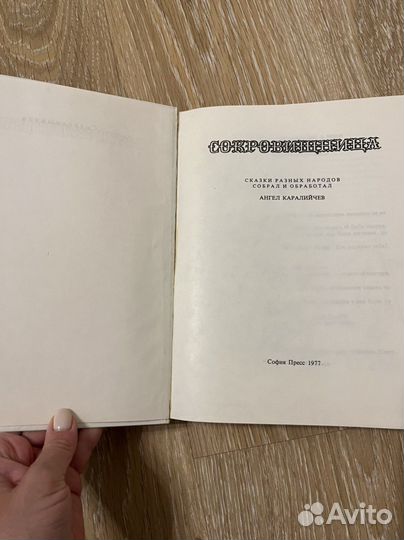 СОКРОВИЩНИЦА
СКАЗКИ РАЗНЫХ НАРОДОВ
СОБРАЛ И ОБРАБОТАЛ
АНГЕЛ КАРАЛИЙЧЕВ
София Пресс 1977
Avito